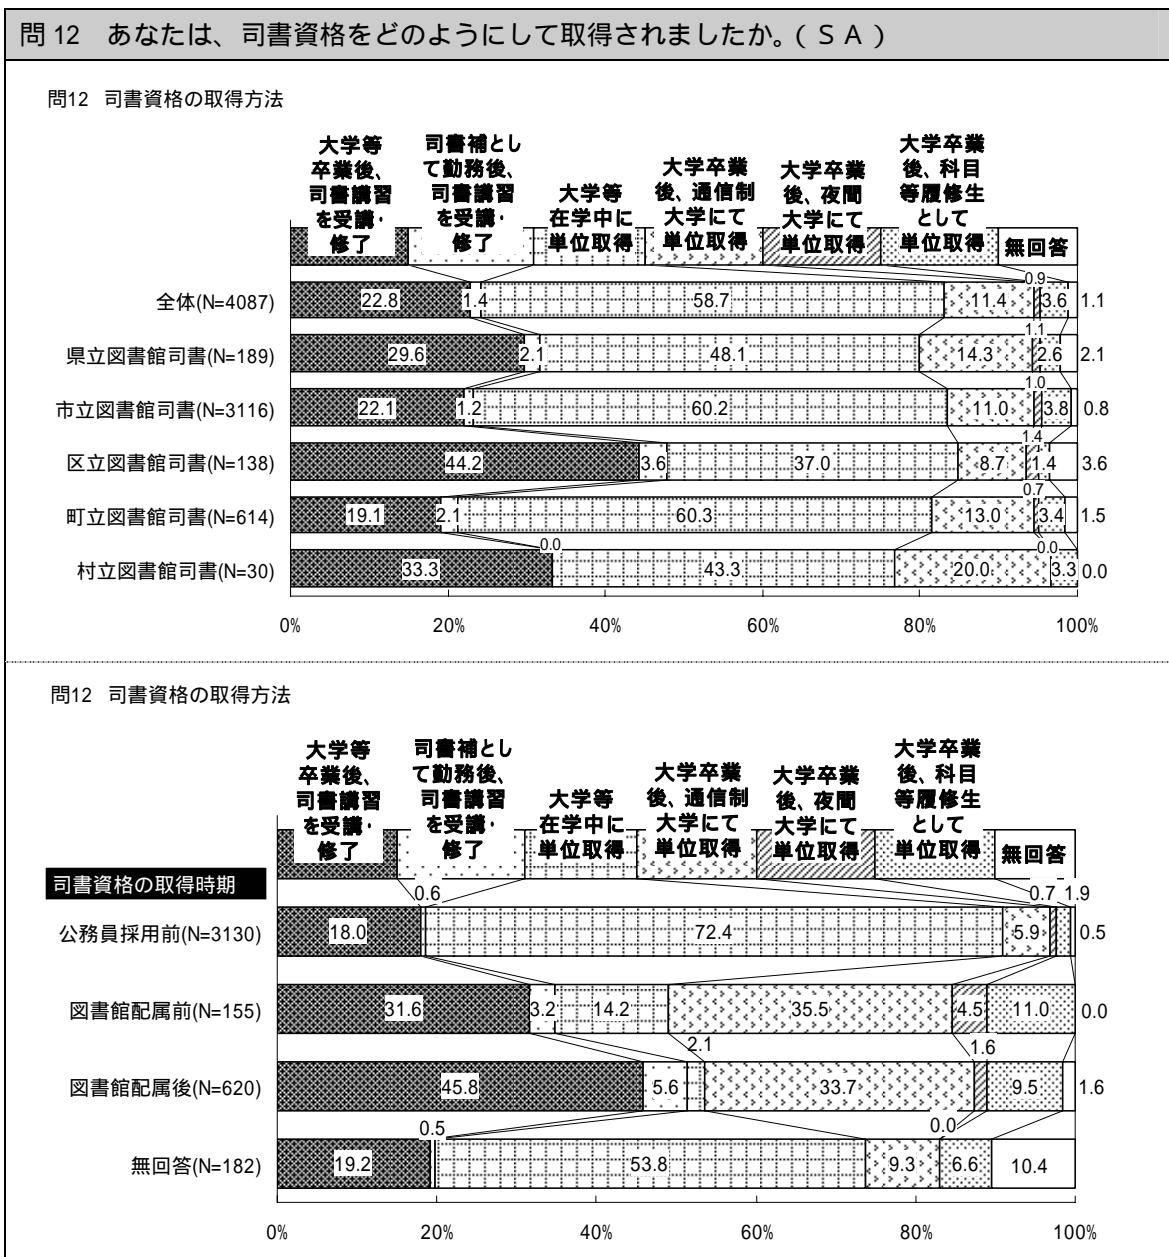 問 12　あなたは、司書資格をどのようにして取得されましたか。(ＳＡ)
問12 司書資格の取得方法
大学等
卒業後、
司書講習
を受講・
修了
司書補とし
て勤務後、
司書講習
を受講・
修了
大学等
在学中に
単位取得
大学卒業
後、通信制
大学にて
単位取得
大学卒業
後、夜間
大学にて
単位取得
大学卒業
後、科目
等履修生
として
単位取得
無回答
全体(N=4087) 22.8 1.4 58.7 11.4 0.9 3.6 1.1
県立図書館司書(N=189) 29.6 2.1 48.1 14.3 1.1 2.6 2.1
市立図書館司書(N=3116) 22.1 1.2 60.2 11.0 1.0 3.8 0.8
区立図書館司書(N=138) 44.2 3.6 37.0 8.7 1.4 1.4 3.6
町立図書館司書(N=614) 19.1 2.1 60.3 13.0 0.7 3.4 1.5
村立図書館司書(N=30) 33.3 0.0 43.3 20.0 0.0 3.3 0.0
0% 20% 40% 60% 80% 100%
問12 司書資格の取得方法
大学等
卒業後、
司書講習
を受講・
修了
司書補とし
て勤務後、
司書講習
を受講・
修了
大学等
在学中に
単位取得
大学卒業
後、通信制
大学にて
単位取得
大学卒業
後、夜間
大学にて
単位取得
大学卒業
後、科目
等履修生
として
単位取得
無回答
司書資格の取得時期
公務員採用前(N=3130) 18.0 0.6 72.4 5.9 0.7 1.9 0.5
図書館配属前(N=155) 31.6 3.2 14.2 35.5 4.5 11.0 0.0
図書館配属後(N=620) 45.8 5.6 2.1 33.7 1.6 9.5 1.6
無回答(N=182) 19.2 0.5 53.8 9.3 0.0 6.6 10.4
0% 20% 40% 60% 80% 100%